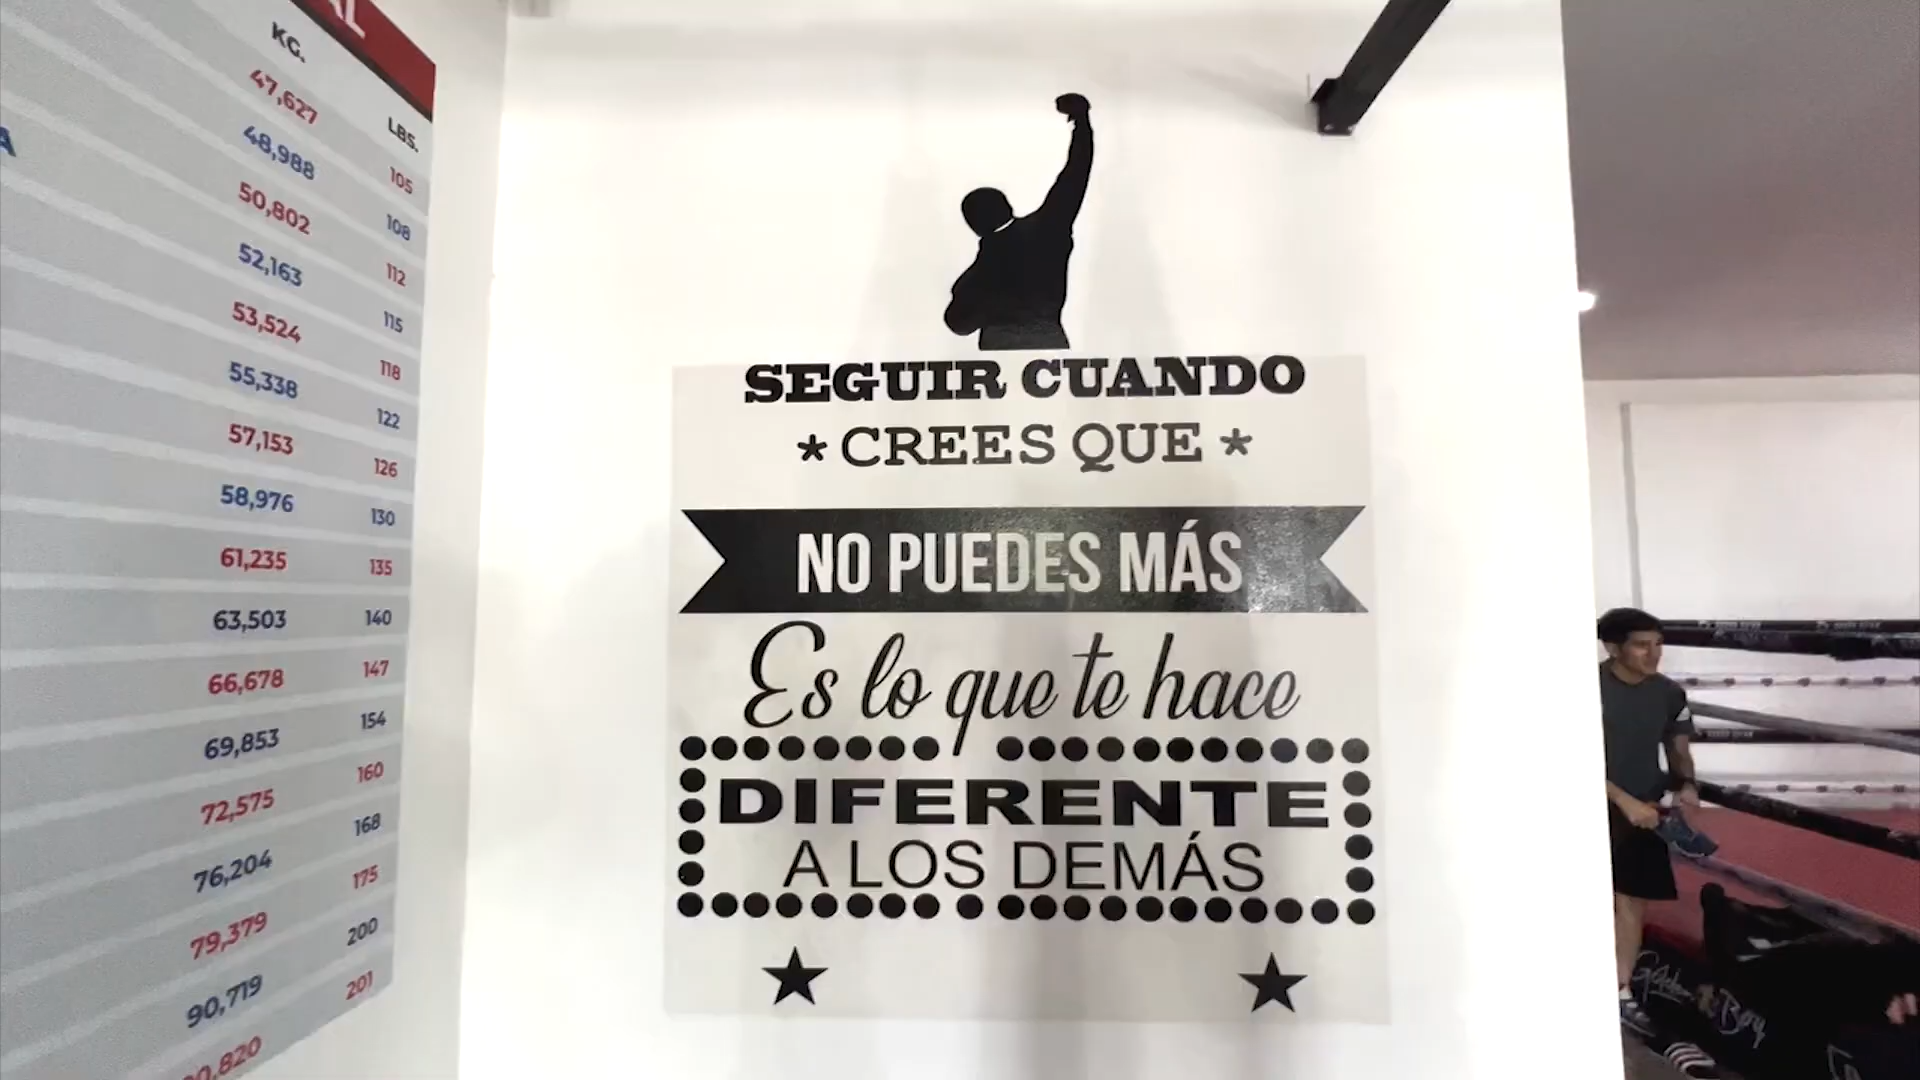 KG. LBS.
47,627 105
48,988 108
50,802 112
52,163 115
53,524 118
55,338 122
57,153 126
58,976 130
61,235 135
63,503 140
66,678 147
69,853 154
72,575 160
76,204 168
79,379 175
90,719 200
201
SEGUIR CUANDO
* CREES QUE *
NO PUEDES MÁS
Es lo que te hace
DIFERENTE
A LOS DEMÁS
Golden Boy